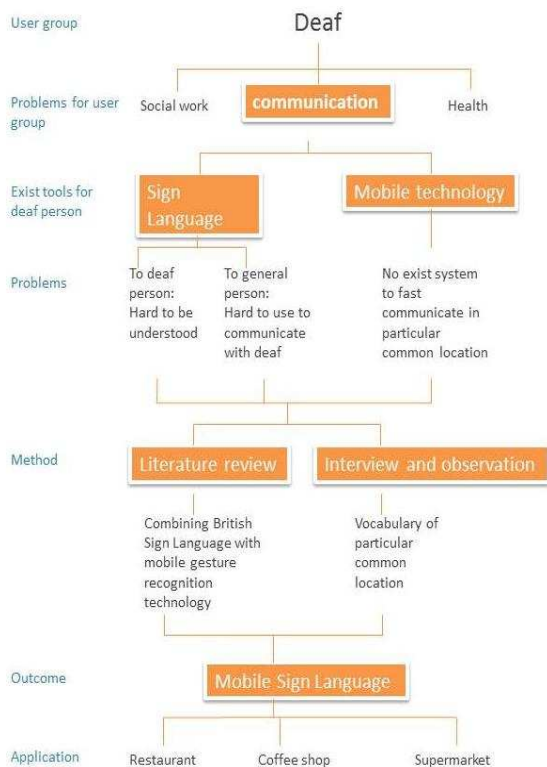 User group
Deaf
Problems for user
group
Social work
communication
Health
Exist tools for
deaf person
Sign
Language
Mobile technology
Problems
To deaf
person:
Hard to be
understood
To general
person:
Hard to use to
communicate
with deaf
No exist system
to fast
communicate in
particular
common location
Method
Literature review
Interview and observation
Combining British
Sign Language with
mobile gesture
recognition
technology
Vocabulary of
particular
common
location
Outcome
Mobile Sign Language
Application
Restaurant
Coffee shop
Supermarket